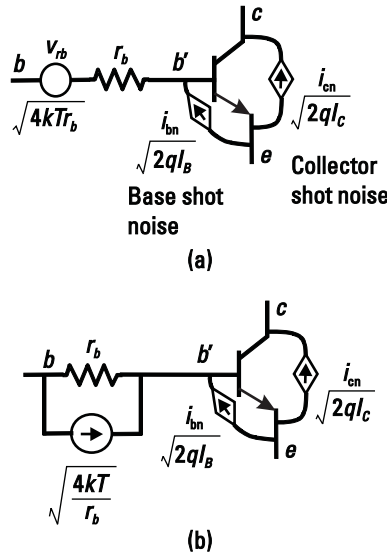 c
v_rb
r_b
b
b'
√4kTr_b
i_bn
√2qI_B
i_cn
√2qI_C
e
Base shot
noise
Collector
shot noise
(a)
c
b
r_b
b'
i_cn
√2qI_C
i_bn
√2qI_B
e
√4kT/r_b
(b)